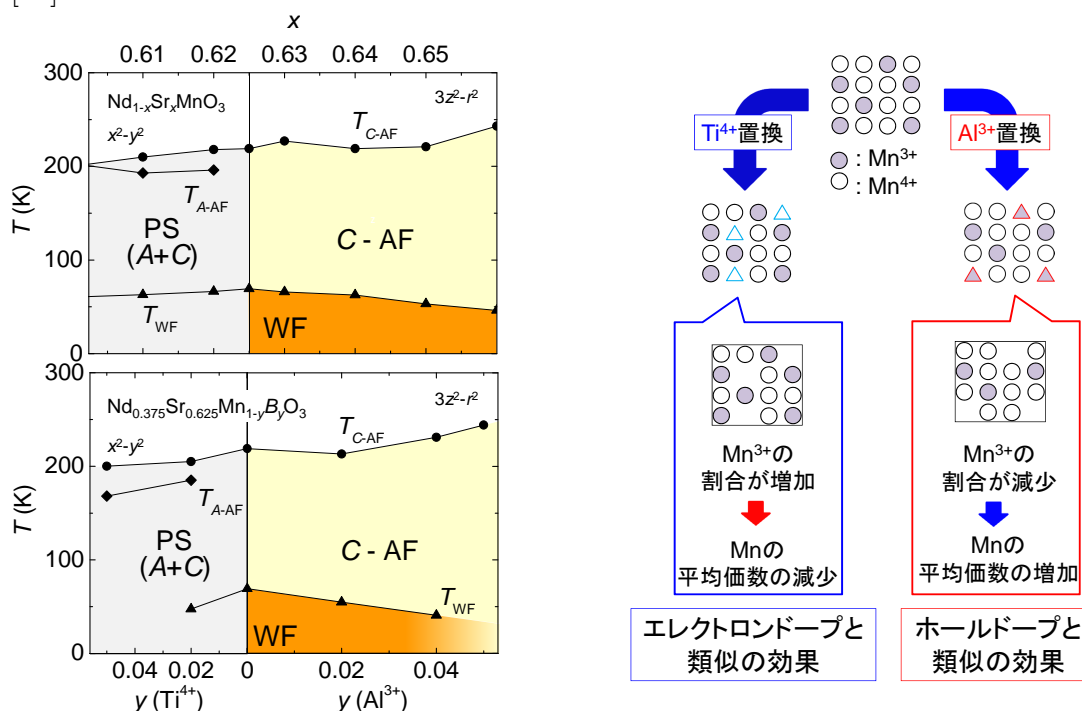 x
0.61 0.62 0.63 0.64 0.65
300
200
100
0
T (K)
Nd1-xSrxMnO3
3z2-r2
x2-y2
TC-AF
TA-AF
PS
(A+C)
C - AF
TWF
WF
300
200
100
0
T (K)
Nd0.375Sr0.625Mn1-yByO3
3z2-r2
x2-y2
TC-AF
TA-AF
PS
(A+C)
C - AF
TWF
WF
0.04 0.02 0 0.02 0.04
y (Ti4+) y (Al3+)
Ti4+置換
Al3+置換
: Mn3+
: Mn4+
Mn3+の
割合が増加
Mnの
平均価数の減少
Mn3+の
割合が減少
Mnの
平均価数の増加
エレクトロンドープと
類似の効果
ホールドープと
類似の効果